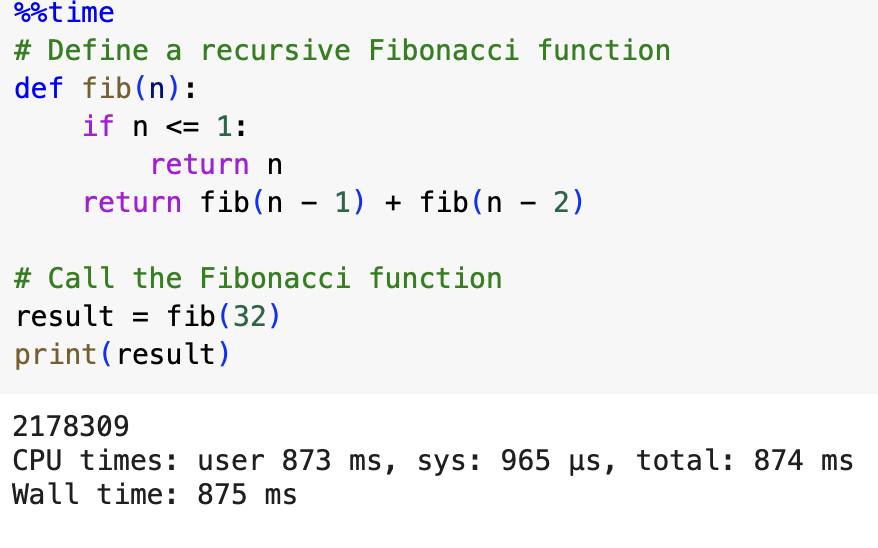 %%time
# Define a recursive Fibonacci function
def fib(n):
    if n <= 1:
        return n
    return fib(n - 1) + fib(n - 2)

# Call the Fibonacci function
result = fib(32)
print(result)
2178309
CPU times: user 873 ms, sys: 965 µs, total: 874 ms
Wall time: 875 ms